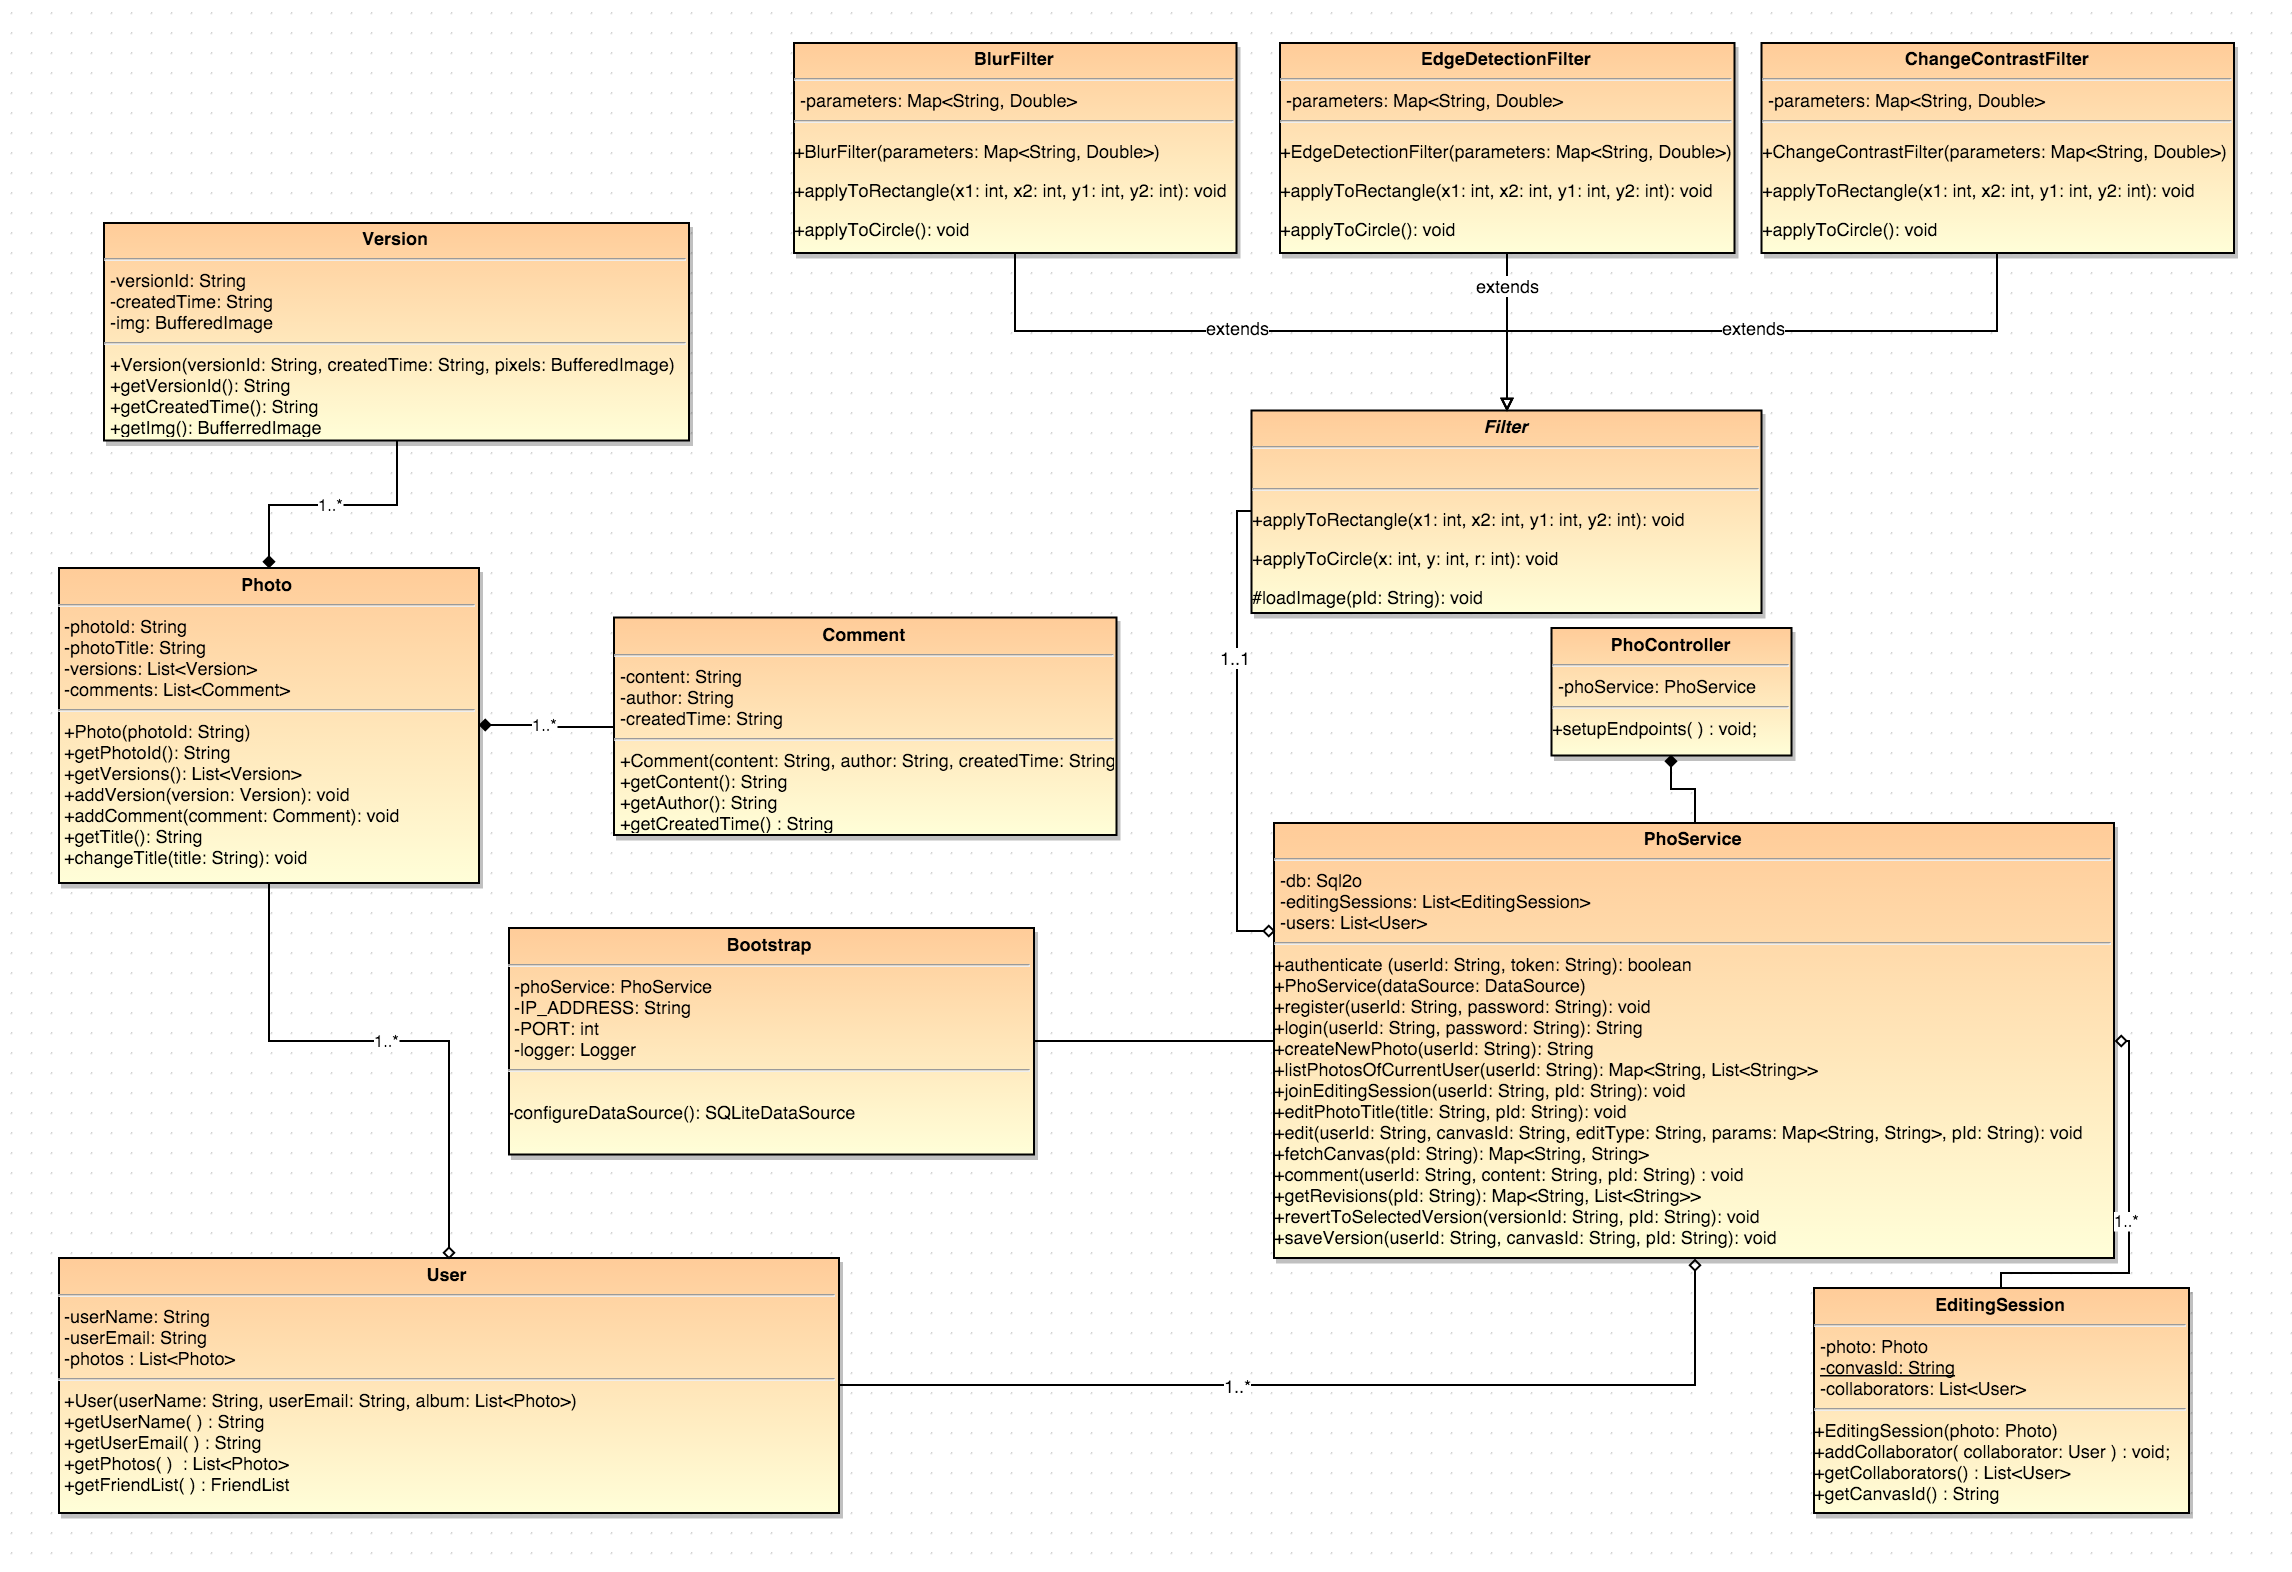 BlurFilter
-parameters: Map<String, Double>
+BlurFilter(parameters: Map<String, Double>)
+applyToRectangle(x1: int, x2: int, y1: int, y2: int): void
+applyToCircle(): void
EdgeDetectionFilter
-parameters: Map<String, Double>
+EdgeDetectionFilter(parameters: Map<String, Double>)
+applyToRectangle(x1: int, x2: int, y1: int, y2: int): void
+applyToCircle(): void
ChangeContrastFilter
-parameters: Map<String, Double>
+ChangeContrastFilter(parameters: Map<String, Double>)
+applyToRectangle(x1: int, x2: int, y1: int, y2: int): void
+applyToCircle(): void
extends
extends
extends
Version
-versionId: String
-createdTime: String
-img: BufferedImage
+Version(versionId: String, createdTime: String, pixels: BufferedImage)
+getVersionId(): String
+getCreatedTime(): String
+getImg(): BufferredImage
1..*
Filter
+applyToRectangle(x1: int, x2: int, y1: int, y2: int): void
+applyToCircle(x: int, y: int, r: int): void
#loadImage(pId: String): void
1..1
Photo
-photoId: String
-photoTitle: String
-versions: List<Version>
-comments: List<Comment>
+Photo(photoId: String)
+getPhotoId(): String
+getVersions(): List<Version>
+addVersion(version: Version): void
+addComment(comment: Comment): void
+getTitle(): String
+changeTitle(title: String): void
1..*
Comment
-content: String
-author: String
-createdTime: String
+Comment(content: String, author: String, createdTime: String
+getContent(): String
+getAuthor(): String
+getCreatedTime() : String
PhoController
-phoService: PhoService
+setupEndpoints( ) : void;
PhoService
-db: Sql2o
-editingSessions: List<EditingSession>
-users: List<User>
+authenticate (userId: String, token: String): boolean
+PhoService(dataSource: DataSource)
+register(userId: String, password: String): void
+login(userId: String, password: String): String
+createNewPhoto(userId: String): String
+listPhotosOfCurrentUser(userId: String): Map<String, List<String>>
+joinEditingSession(userId: String, pId: String): void
+editPhotoTitle(title: String, pId: String): void
+edit(userId: String, canvasId: String, editType: String, params: Map<String, String>, pId: String): void
+fetchCanvas(pId: String): Map<String, String>
+comment(userId: String, content: String, pId: String) : void
+getRevisions(pId: String): Map<String, List<String>>
+revertToSelectedVersion(versionId: String, pId: String): void
+saveVersion(userId: String, canvasId: String, pId: String): void
Bootstrap
-phoService: PhoService
-IP_ADDRESS: String
-PORT: int
-logger: Logger
-configureDataSource(): SQLiteDataSource
1..*
1..*
User
-userName: String
-userEmail: String
-photos : List<Photo>
+User(userName: String, userEmail: String, album: List<Photo>)
+getUserName( ) : String
+getUserEmail( ) : String
+getPhotos( ) : List<Photo>
+getFriendList( ) : FriendList
1..*
EditingSession
-photo: Photo
-convasId: String
-collaborators: List<User>
+EditingSession(photo: Photo)
+addCollaborator( collaborator: User ) : void;
+getCollaborators() : List<User>
+getCanvasId() : String